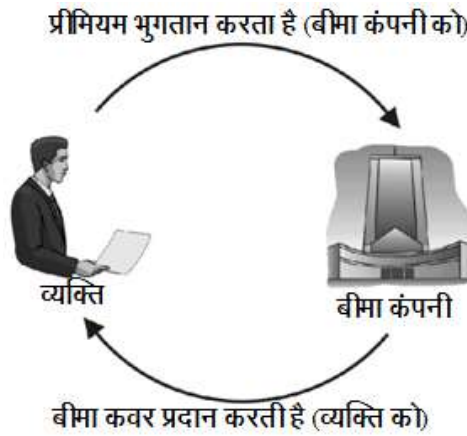 प्रीमियम भुगतान करता है (बीमा कंपनी को)
व्यक्ति
बीमा कंपनी
बीमा कवर प्रदान करती है (व्यक्ति को)